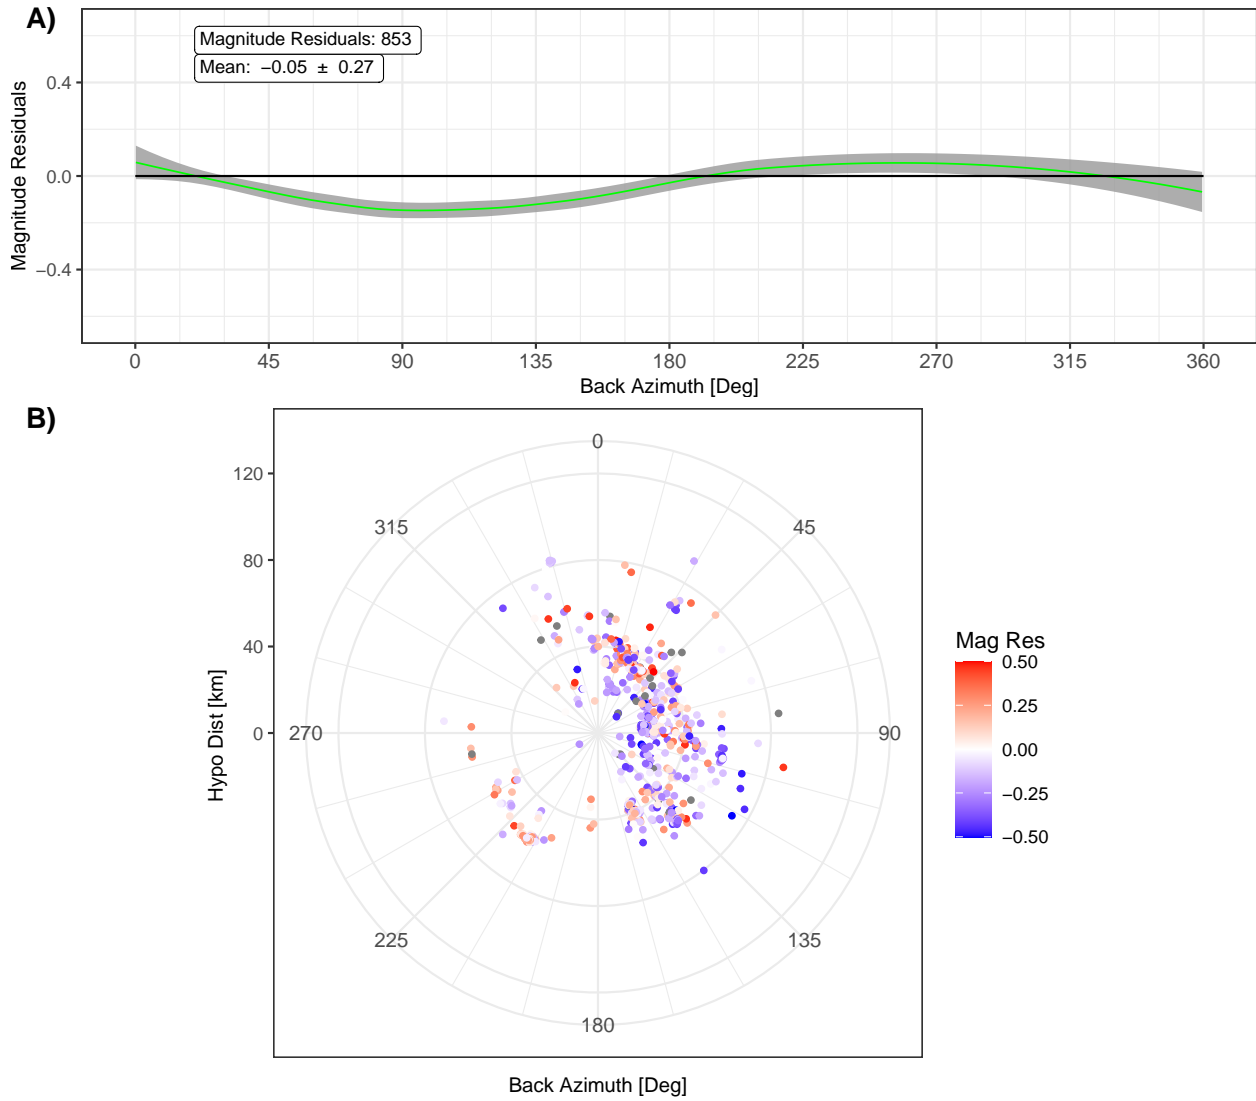 A)
Magnitude Residuals: 853
Mean: −0.05 ± 0.27
Magnitude Residuals
0.4
0.0
−0.4
0 45 90 135 180 225 270 315 360
Back Azimuth [Deg]
B)
Hypo Dist [km]
120
80
40
0
0
45
90
135
180
225
270
315
Back Azimuth [Deg]
Mag Res
0.50
0.25
0.00
−0.25
−0.50